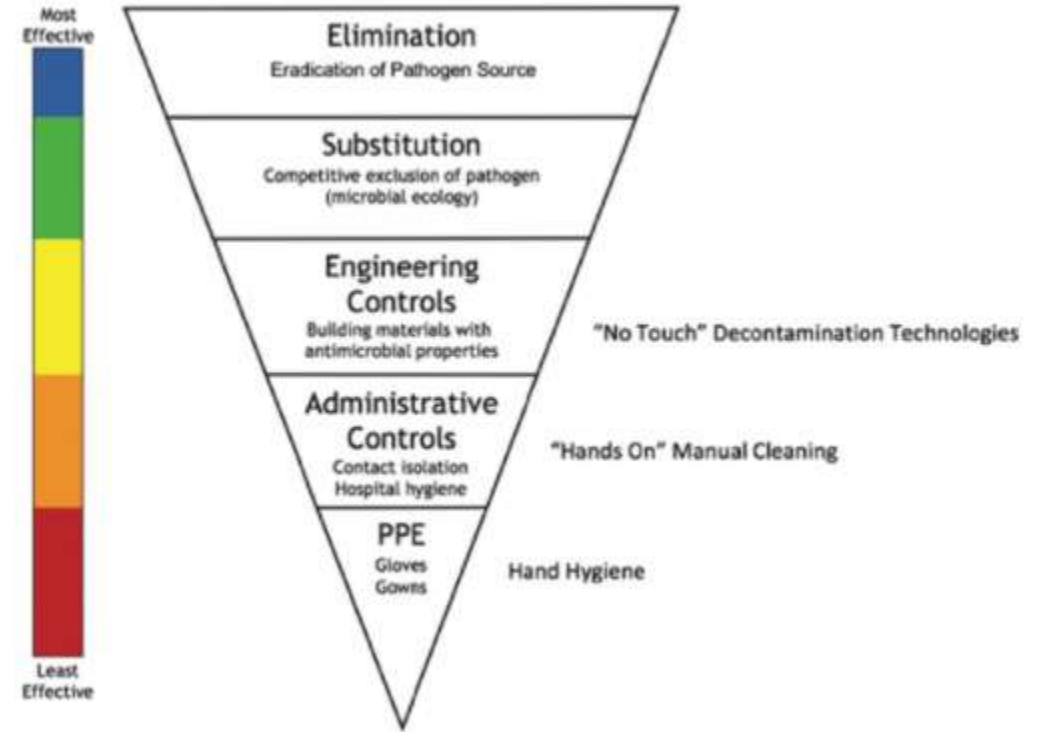 Most
Effective
Elimination
Eradication of Pathogen Source
Substitution
Competitive exclusion of pathogen
(microbial ecology)
Engineering
Controls
Building materials with
antimicrobial properties
"No Touch" Decontamination Technologies
Administrative
Controls
Contact isolation
Hospital hygiene
"Hands On" Manual Cleaning
PPE
Gloves
Gowns
Hand Hygiene
Least
Effective